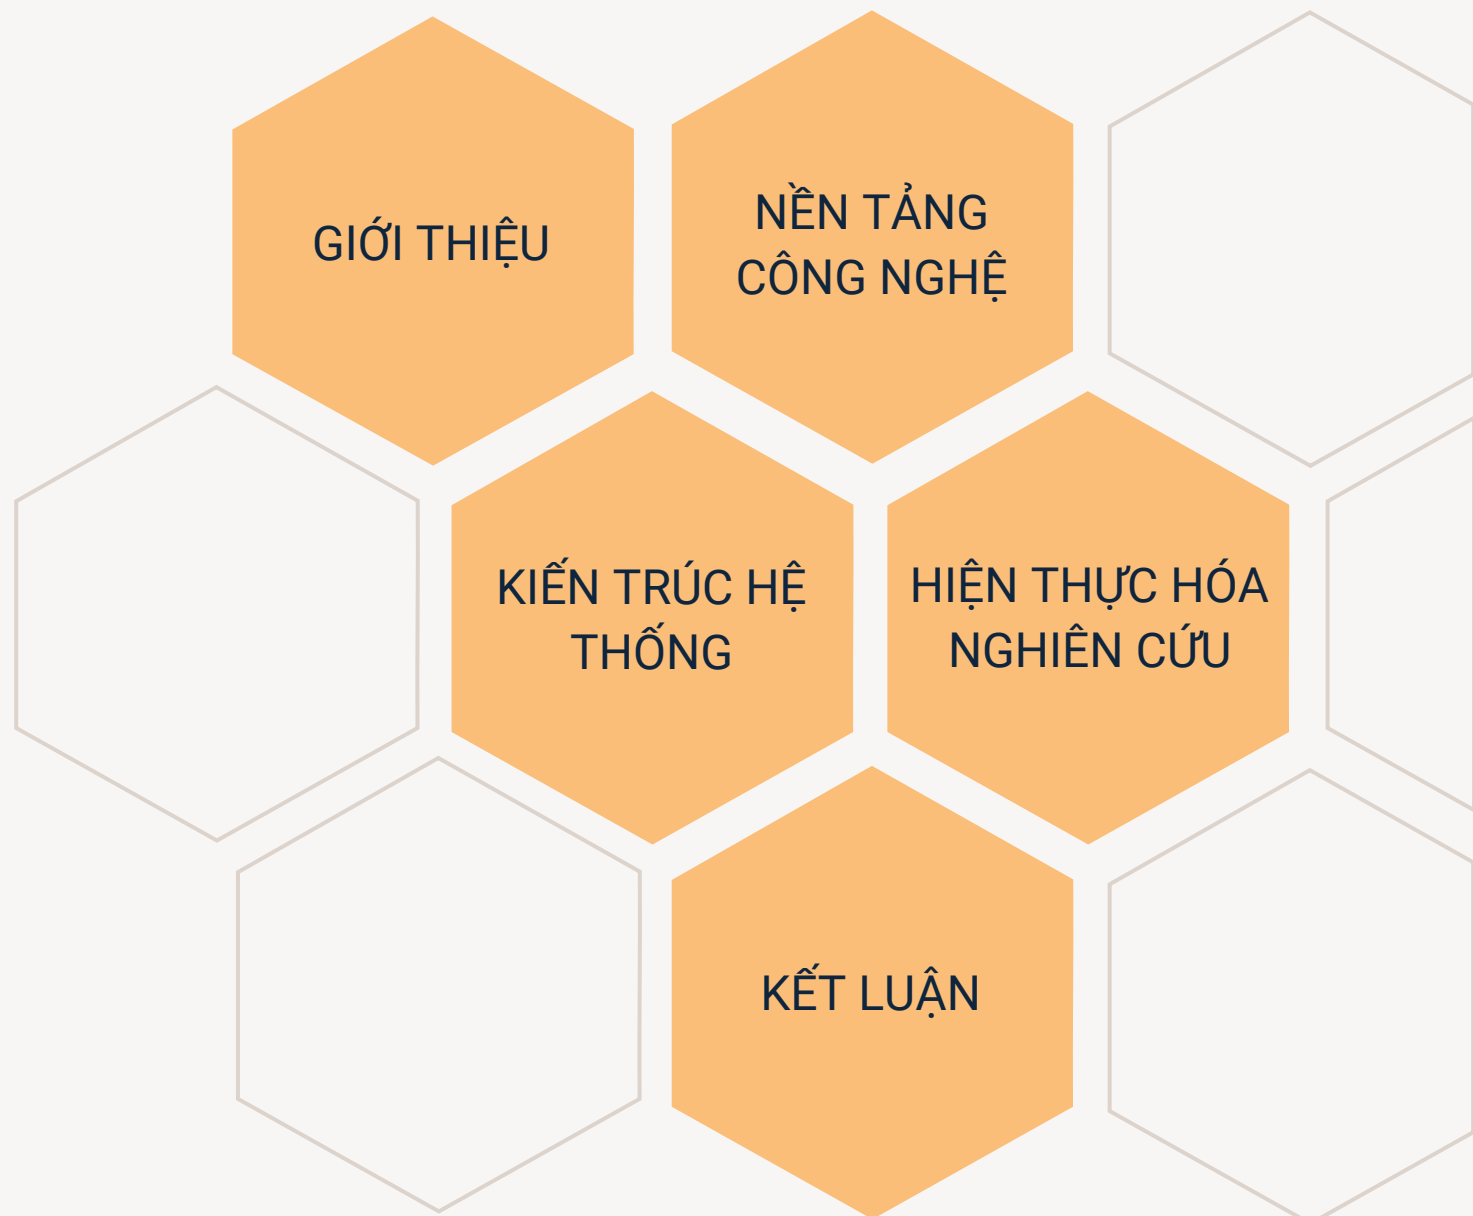 GIỚI THIỆU
NỀN TẢNG
CÔNG NGHỆ
KIẾN TRÚC HỆ
THỐNG
HIỆN THỰC HÓA
NGHIÊN CỨU
KẾT LUẬN